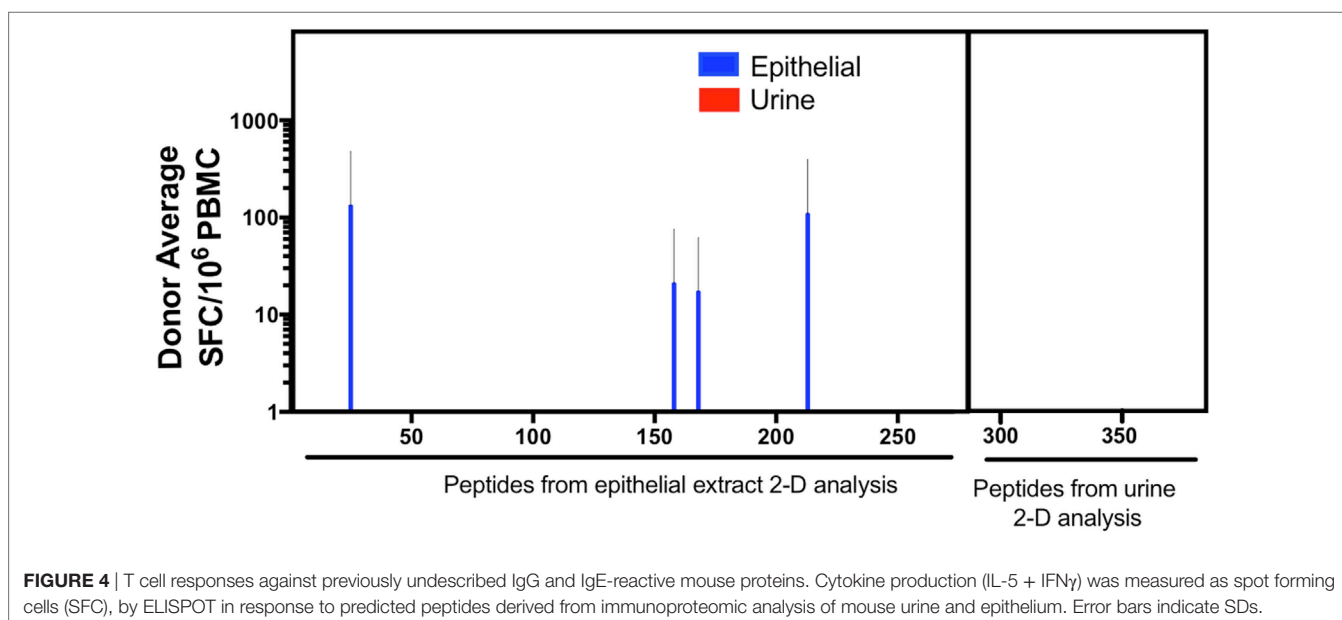 Epithelial
Urine
Donor Average
SFC/10⁶ PBMC
1000
100
10
1
50
100
150
200
250
300
350
Peptides from epithelial extract 2-D analysis
Peptides from urine
2-D analysis
FIGURE 4 | T cell responses against previously undescribed IgG and IgE-reactive mouse proteins. Cytokine production (IL-5 + IFNγ) was measured as spot forming
cells (SFC), by ELISPOT in response to predicted peptides derived from immunoproteomic analysis of mouse urine and epithelium. Error bars indicate SDs.